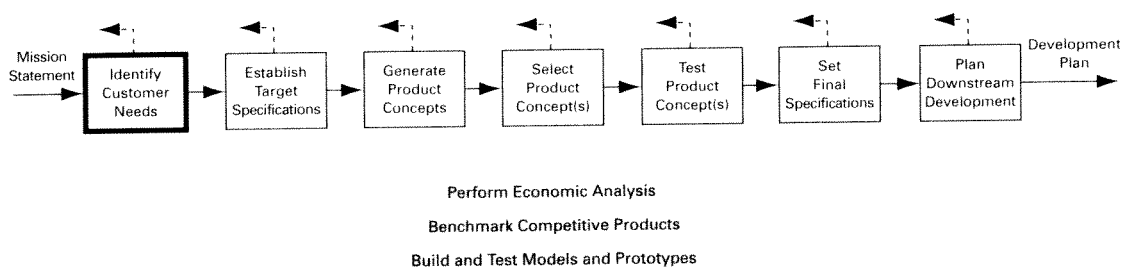 Mission
Statement
Identify
Customer
Needs
Establish
Target
Specifications
Generate
Product
Concepts
Select
Product
Concept(s)
Test
Product
Concept(s)
Set
Final
Specifications
Plan
Downstream
Development
Development
Plan
Perform Economic Analysis
Benchmark Competitive Products
Build and Test Models and Prototypes